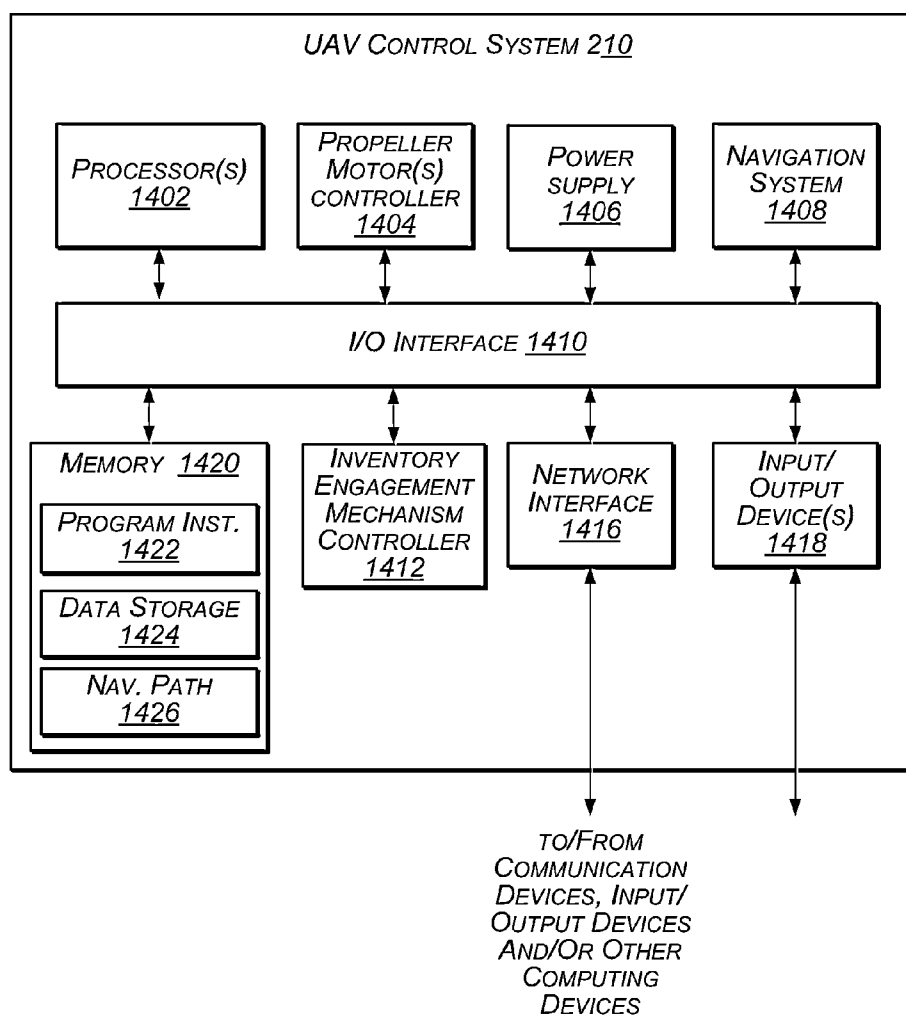 UAV CONTROL SYSTEM 210
PROCESSOR(S)
1402
PROPELLER
MOTOR(S)
CONTROLLER
1404
POWER
SUPPLY
1406
NAVIGATION
SYSTEM
1408
I/O INTERFACE 1410
MEMORY 1420
PROGRAM INST.
1422
DATA STORAGE
1424
NAV. PATH
1426
INVENTORY
ENGAGEMENT
MECHANISM
CONTROLLER
1412
NETWORK
INTERFACE
1416
INPUT/
OUTPUT
DEVICE(S)
1418
TO/FROM
COMMUNICATION
DEVICES, INPUT/
OUTPUT DEVICES
AND/OR OTHER
COMPUTING
DEVICES